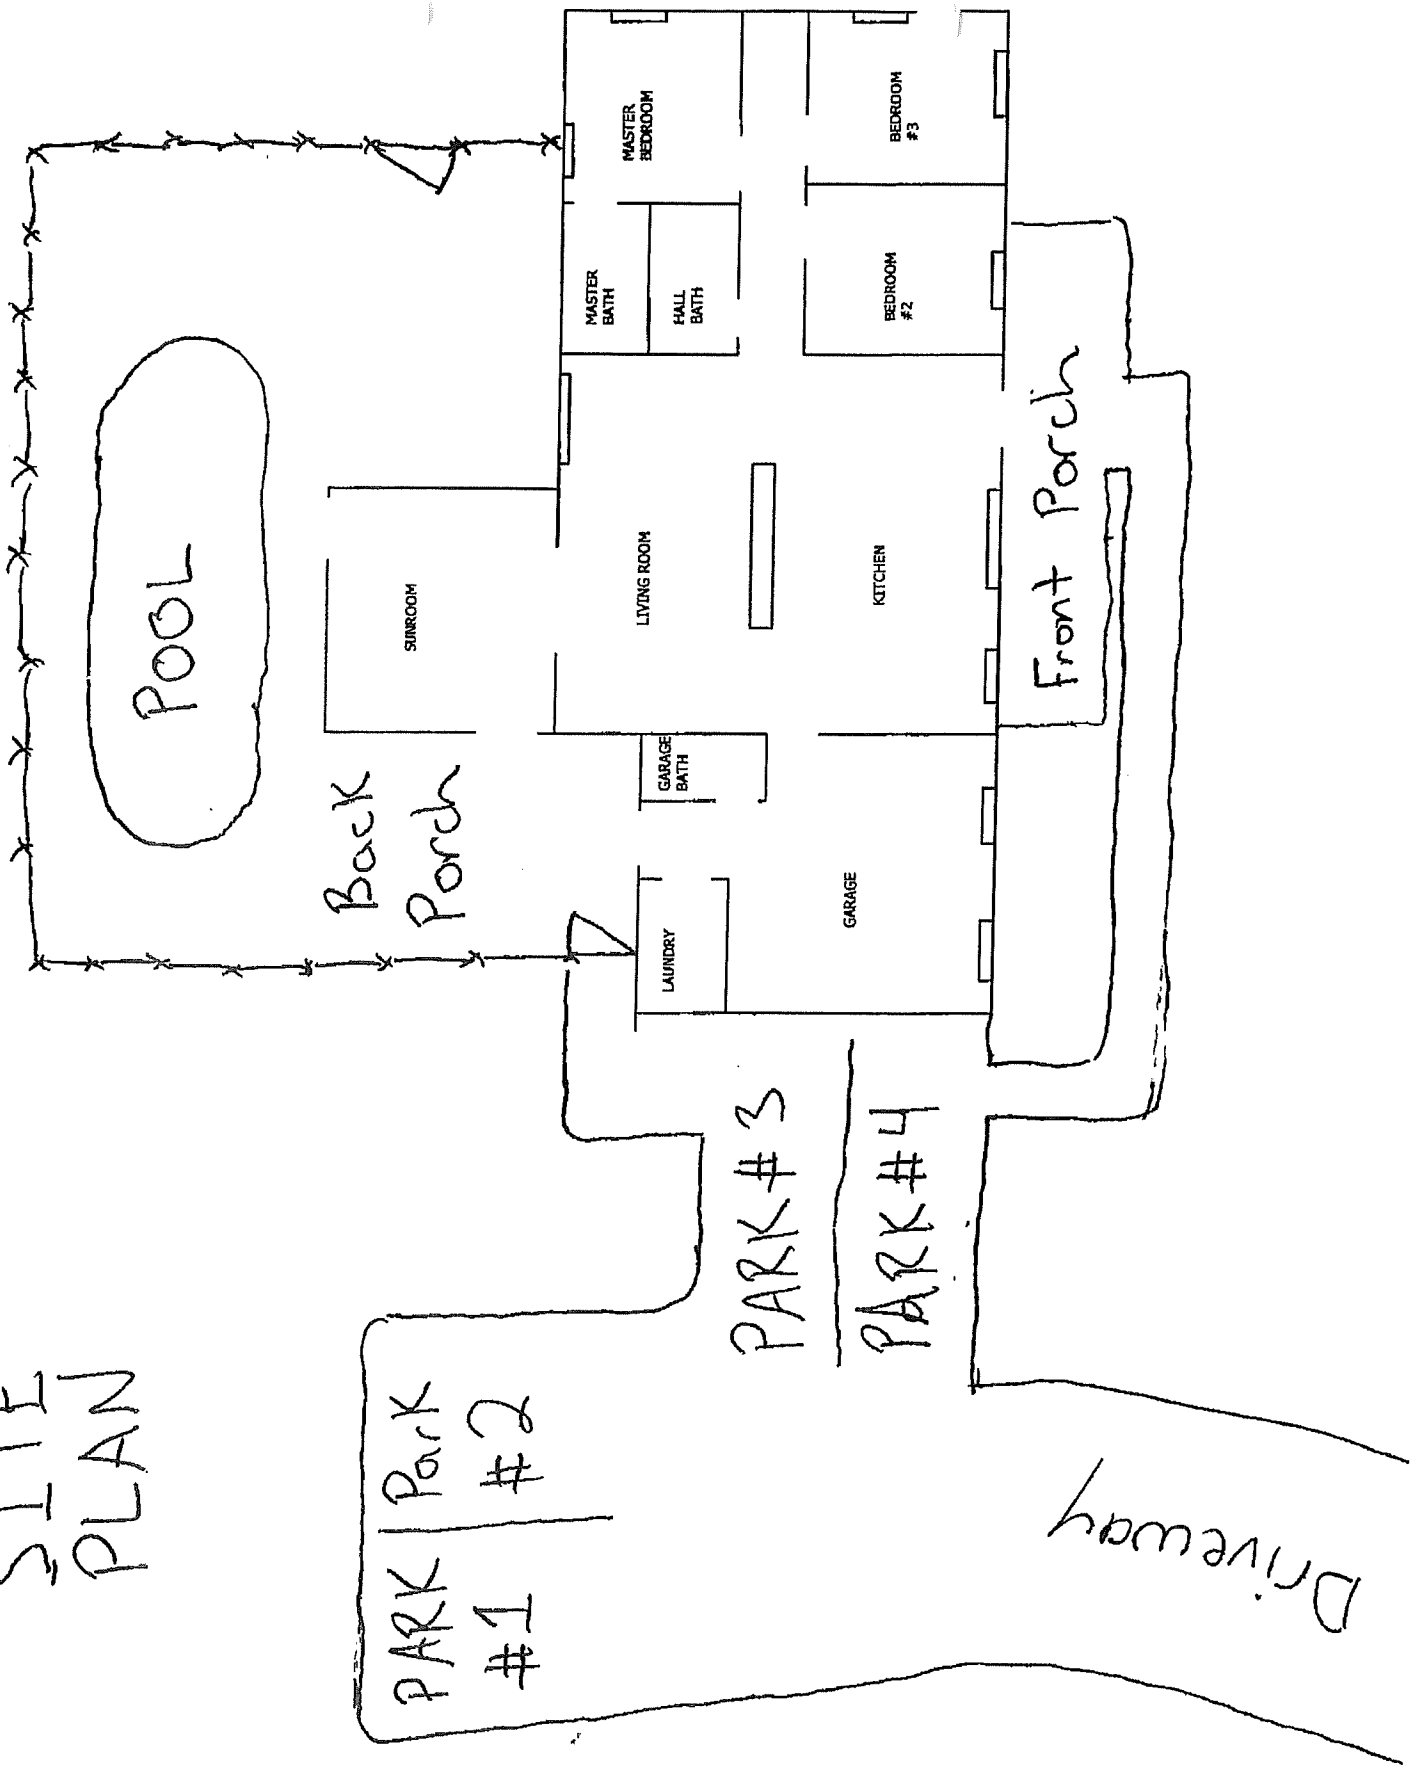 SITE
PLAN
POOL
Back
Porch
SUNROOM
MASTER
BEDROOM
MASTER
BATH
HALL
BATH
LIVING ROOM
GARAGE
BATH
LAUNDRY
BEDROOM
#3
BEDROOM
#2
KITCHEN
GARAGE
Front Porch
PARK
#1
Park
#2
PARK #3
PARK #4
Driveway